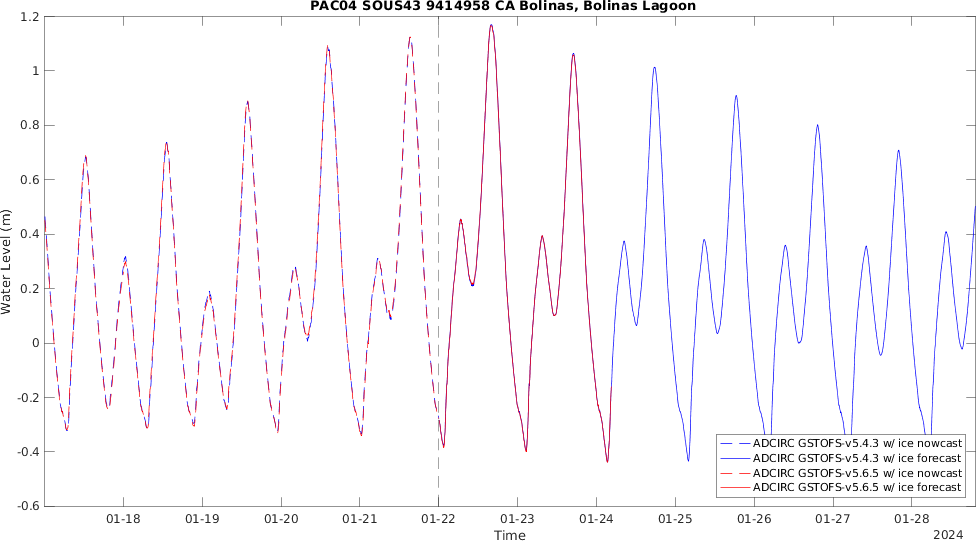 PAC04 SOUS43 9414958 CA Bolinas, Bolinas Lagoon
1.2
1
0.8
0.6
0.4
0.2
0
-0.2
-0.4
-0.6
Water Level (m)
ADCIRC GSTOFS-v5.4.3 w/ ice nowcast
ADCIRC GSTOFS-v5.4.3 w/ ice forecast
ADCIRC GSTOFS-v5.6.5 w/ ice nowcast
ADCIRC GSTOFS-v5.6.5 w/ ice forecast
01-18 01-19 01-20 01-21 01-22 01-23 01-24 01-25 01-26 01-27 01-28
Time
2024